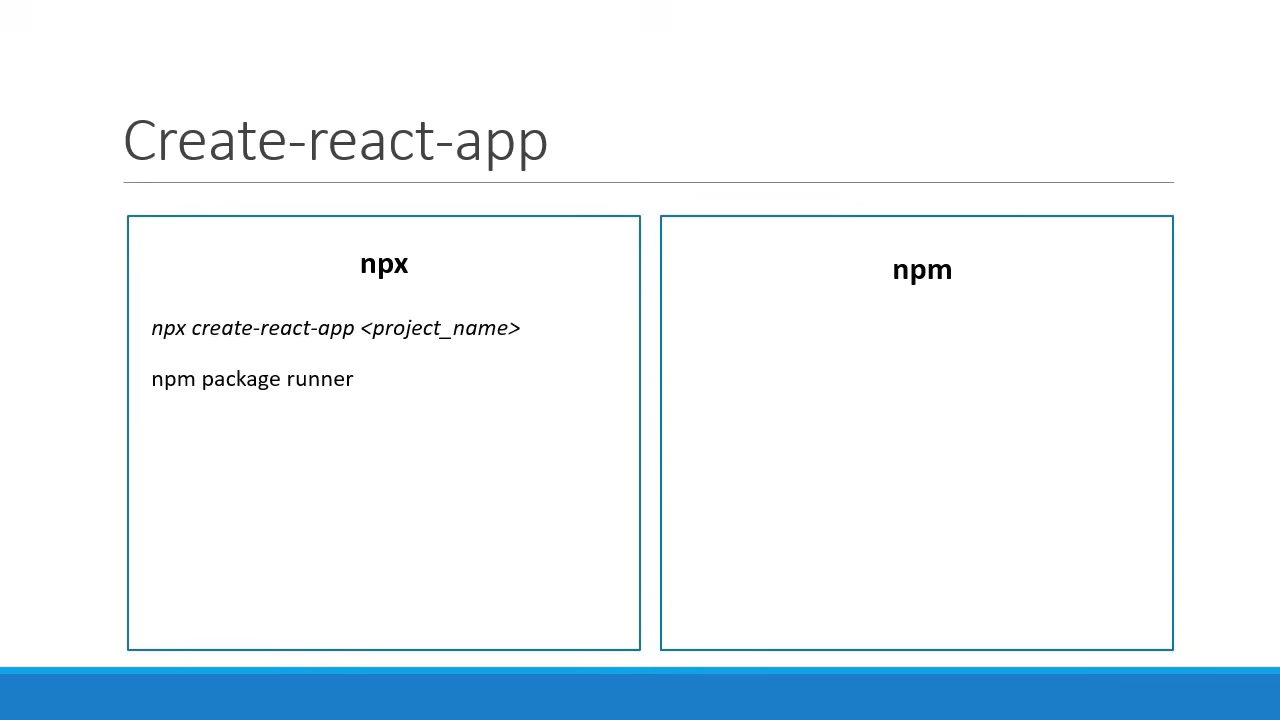 Create-react-app
npx
npx create-react-app <project_name>
npm package runner
npm